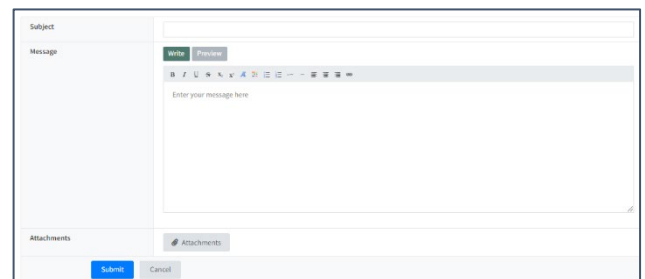 Subject
Message
Write Preview
B I U S
Enter your message here
Attachments
Attachments
Submit Cancel